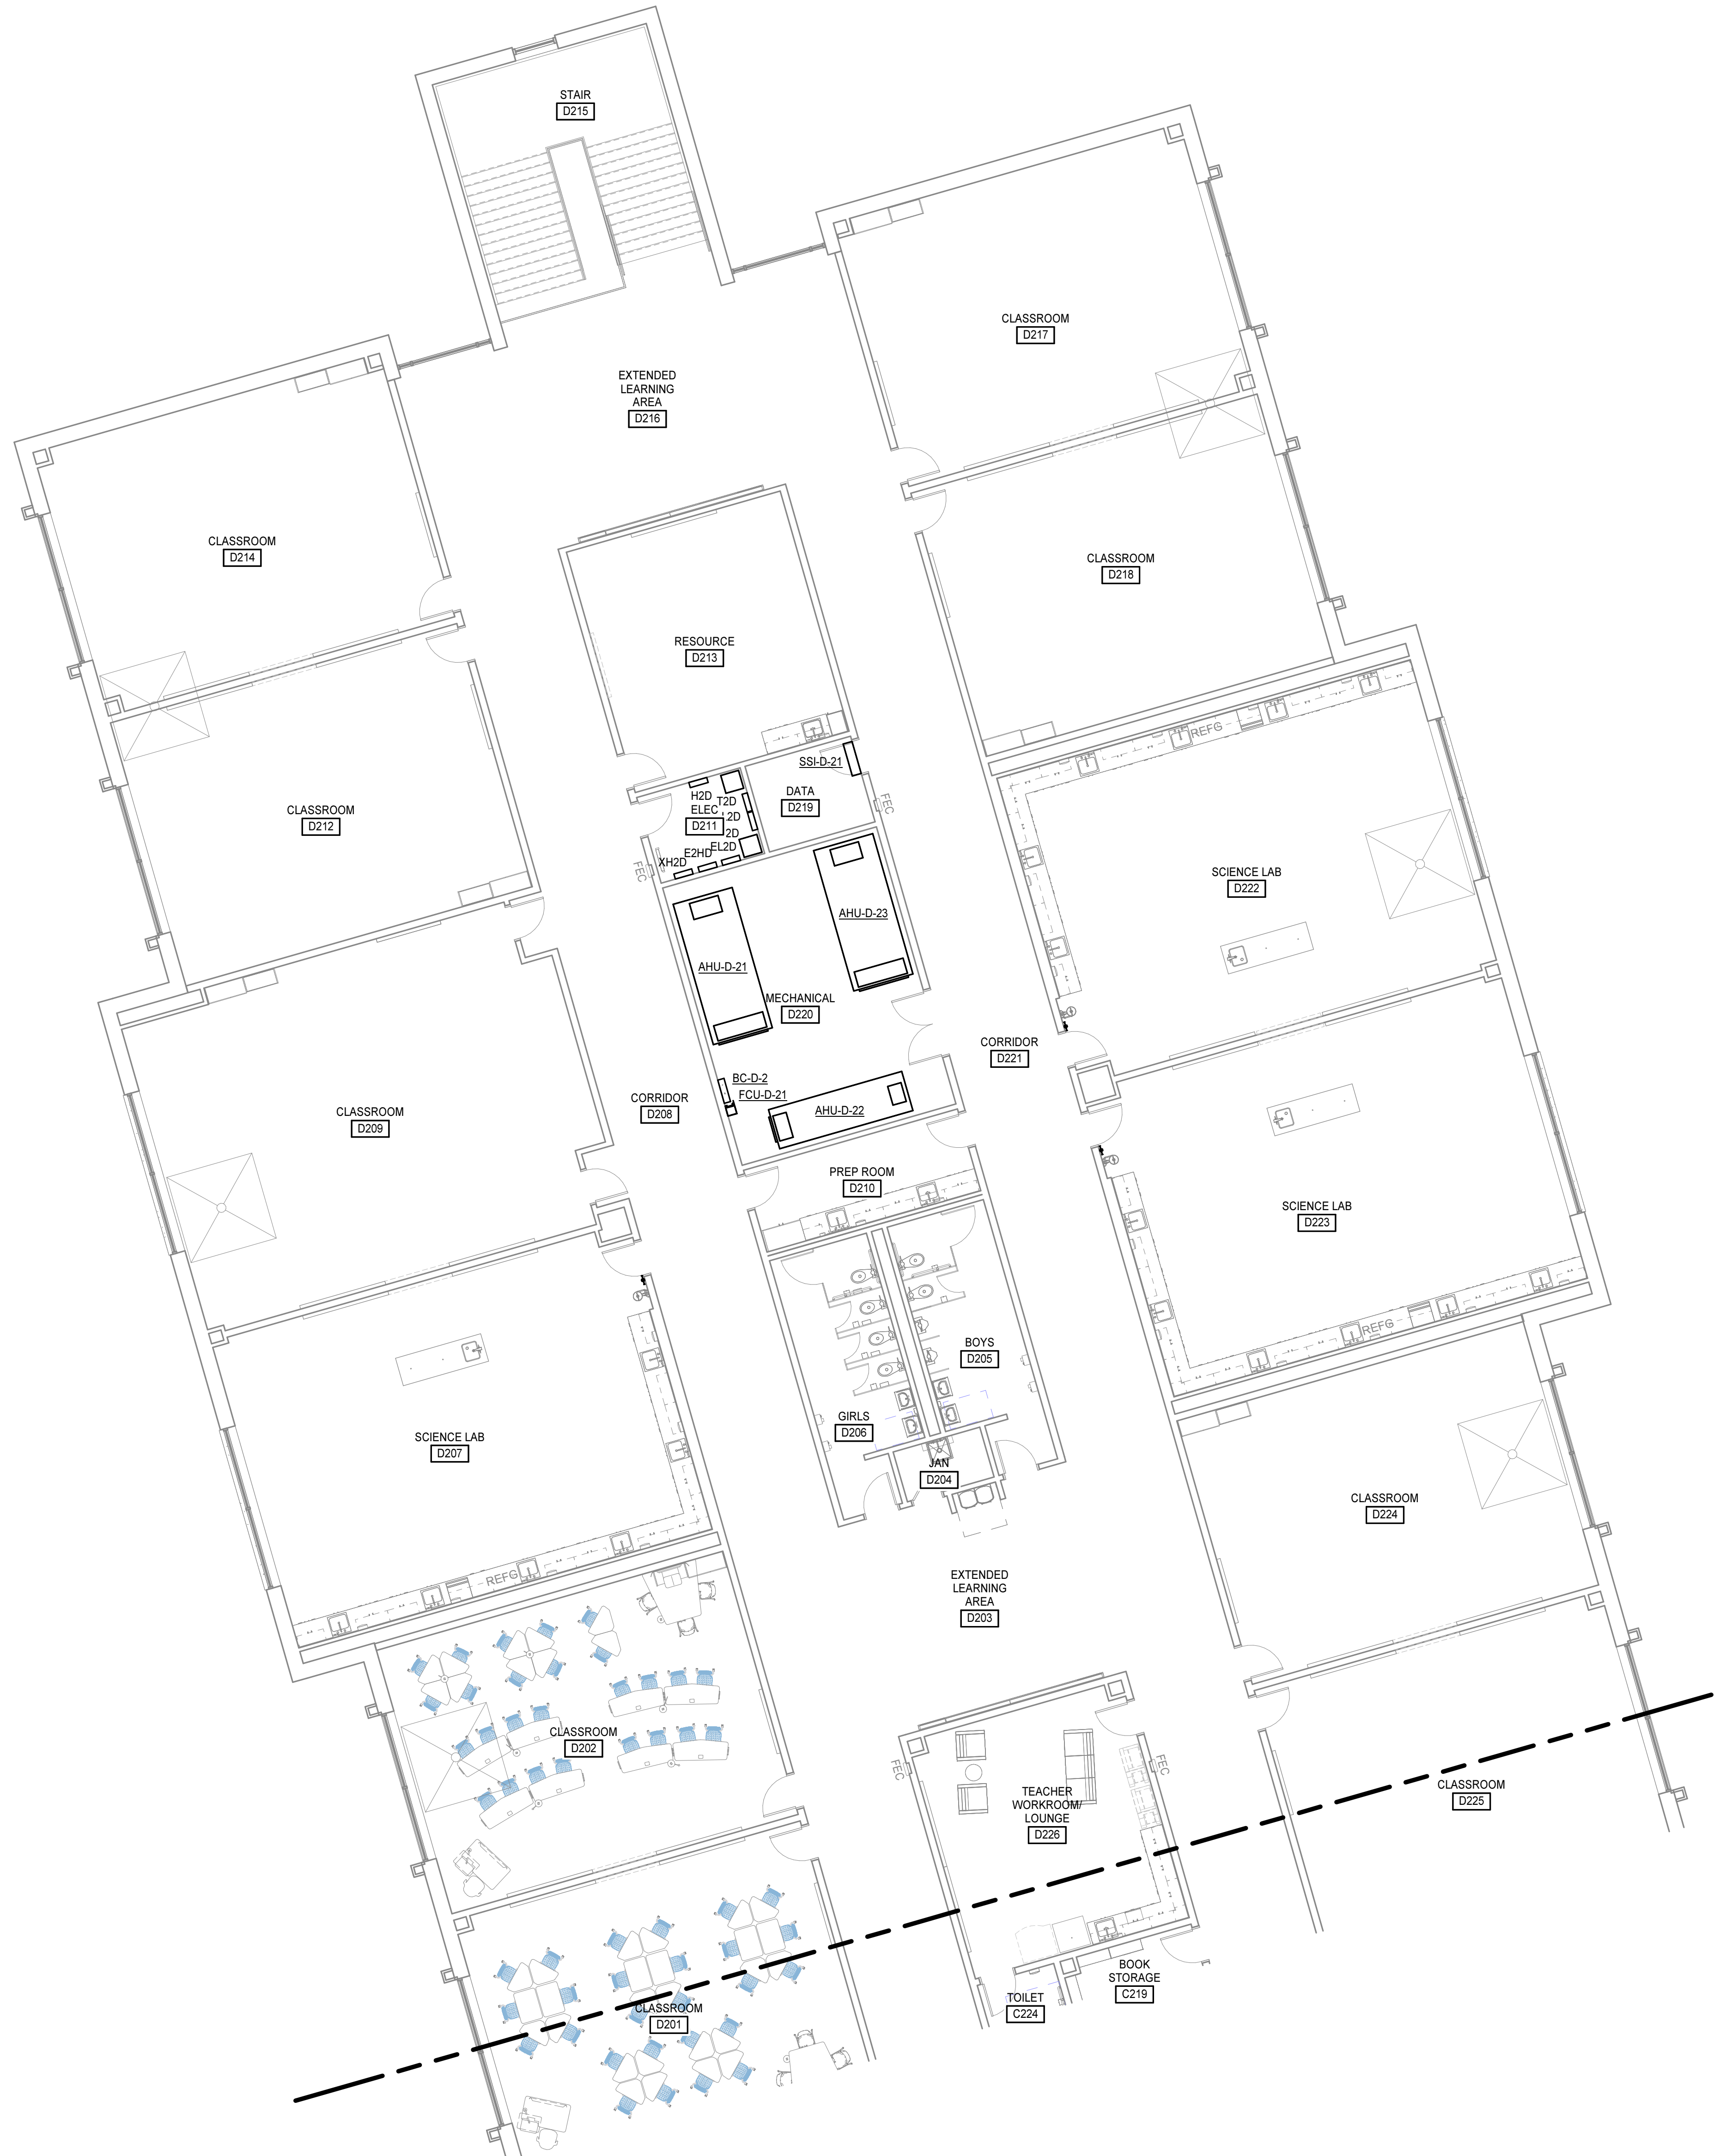 STAIR
D215
CLASSROOM
D217
EXTENDED
LEARNING
AREA
D216
CLASSROOM
D214
CLASSROOM
D218
RESOURCE
D213
REFG
SSI-D-21
DATA
D219
H2D
T2D
ELEC
D211
2D
2D
EL2D
E2HD
XH2D
FEC
FEC
CLASSROOM
D212
SCIENCE LAB
D222
AHU-D-23
AHU-D-21
MECHANICAL
D220
CORRIDOR
D221
BC-D-2
FCU-D-21
AHU-D-22
CORRIDOR
D208
CLASSROOM
D209
PREP ROOM
D210
SCIENCE LAB
D223
REFG
BOYS
D205
GIRLS
D206
JAN
D204
SCIENCE LAB
D207
REFG
CLASSROOM
D224
EXTENDED
LEARNING
AREA
D203
CLASSROOM
D202
FEC
FEC
TEACHER
WORKROOM/
LOUNGE
D226
CLASSROOM
D225
BOOK
STORAGE
C219
TOILET
C224
CLASSROOM
D201